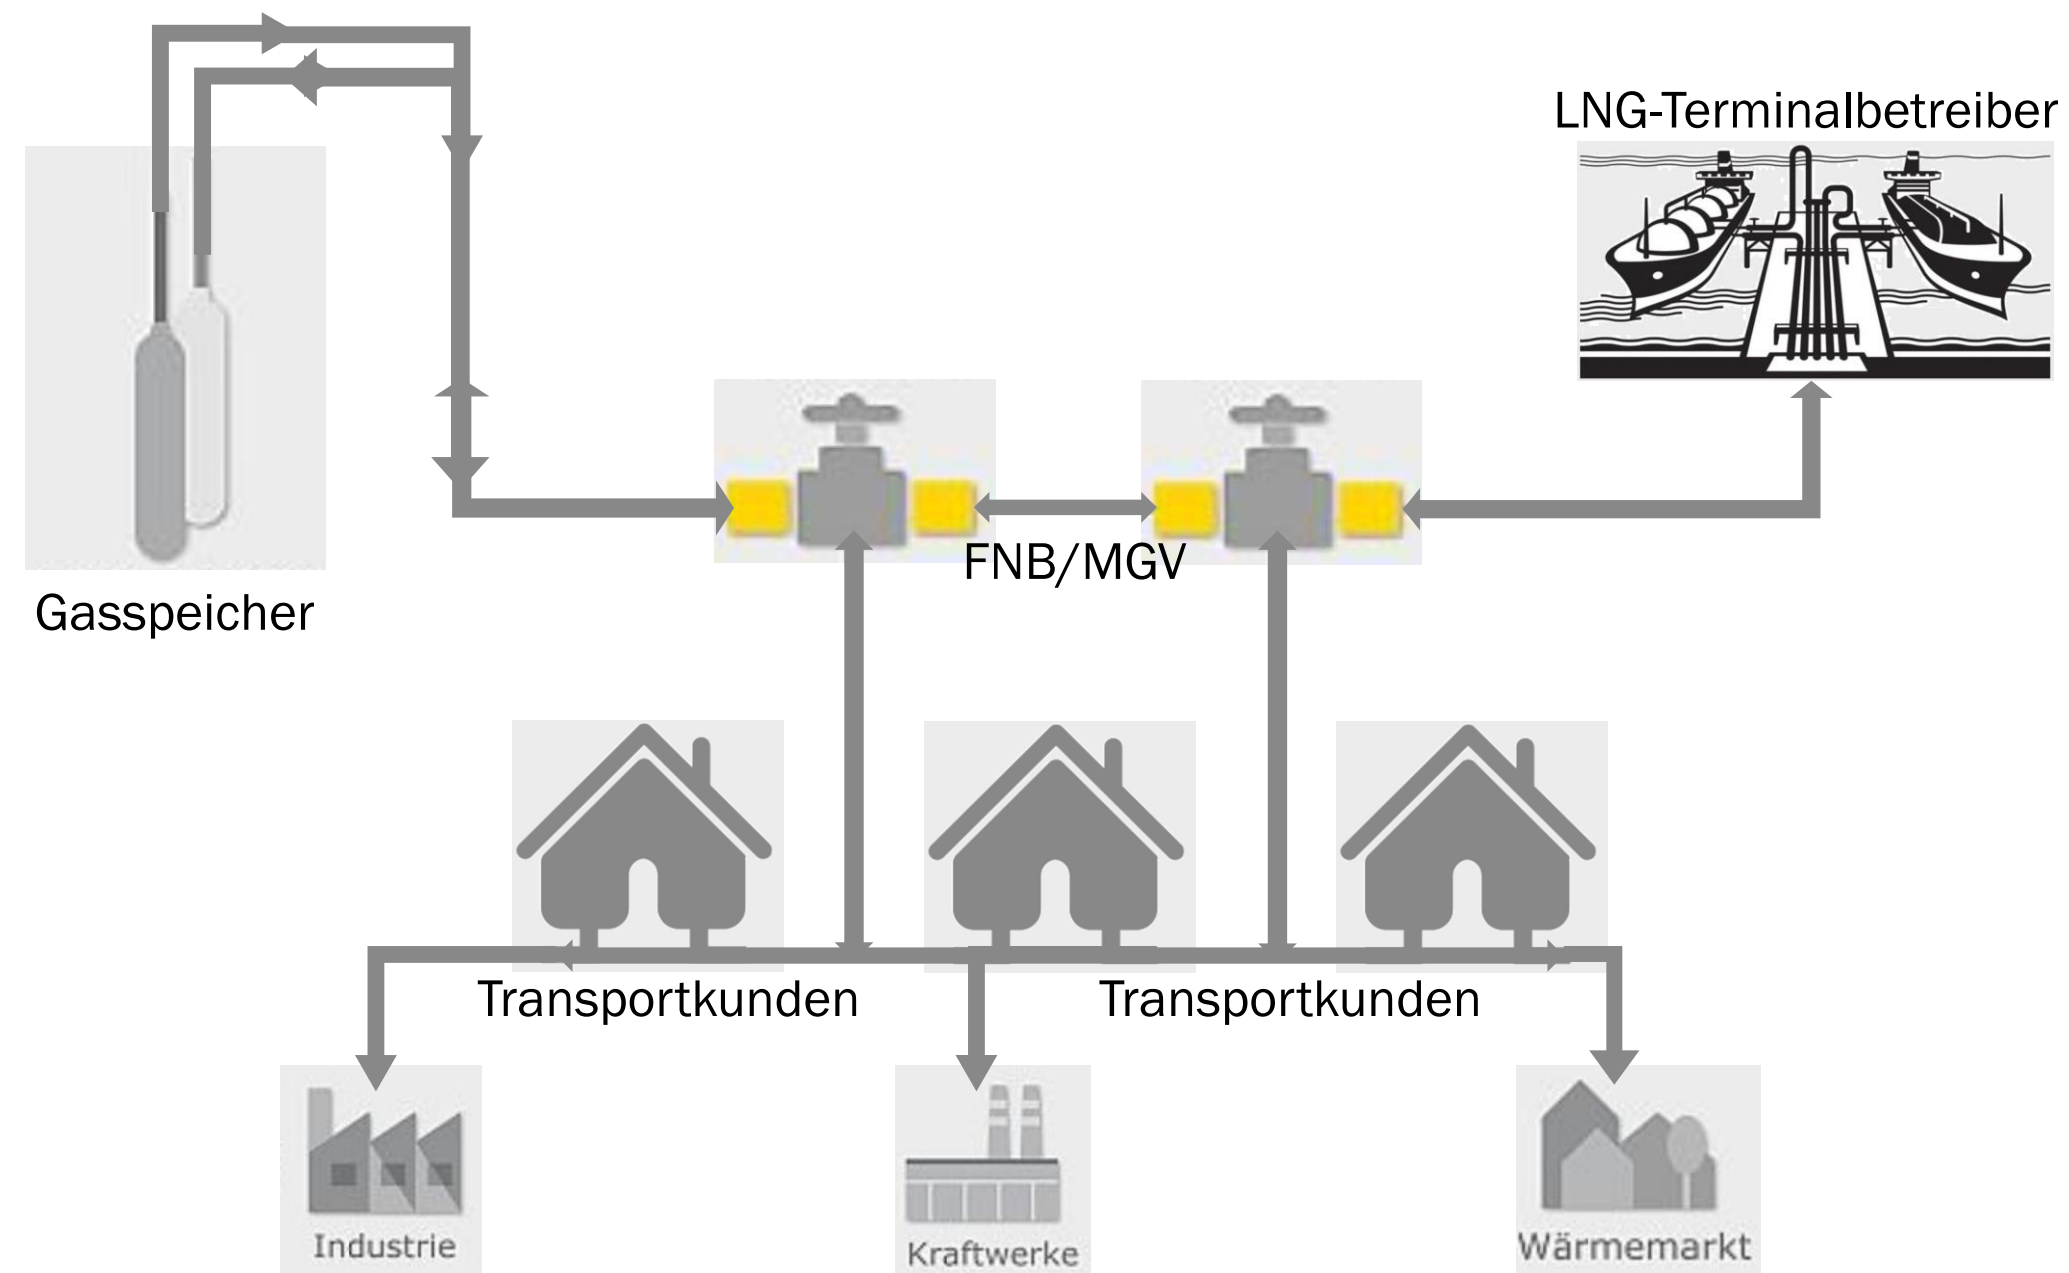 LNG-Terminalbetreiber
FNB/MGV
Gasspeicher
Transportkunden
Transportkunden
Industrie
Kraftwerke
Wärmemarkt